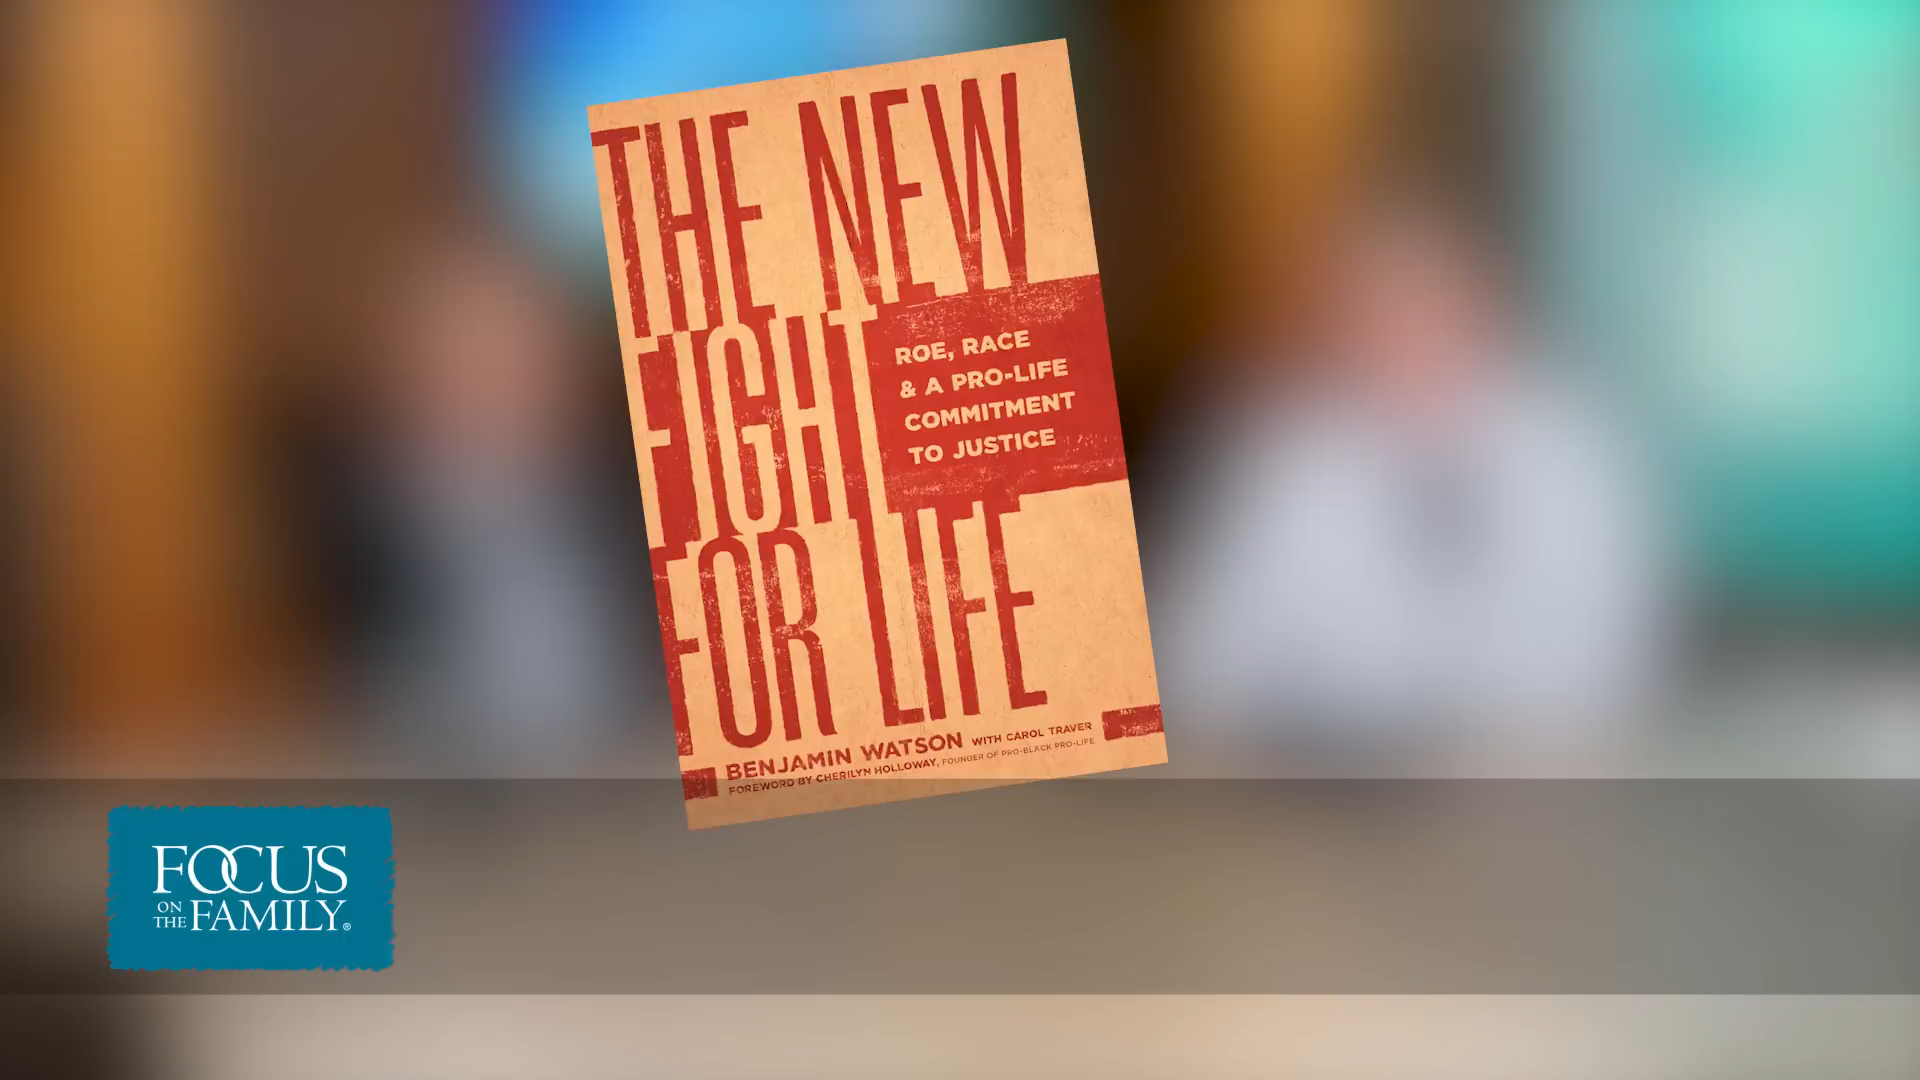 THE NEW
FIGHT
FOR LIFE
ROE, RACE
& A PRO-LIFE
COMMITMENT
TO JUSTICE
BENJAMIN WATSON WITH CAROL TRAVER
FOREWORD BY CHERILYN HOLLOWAY, FOUNDER OF PRO-BLACK PRO-LIFE
FOCUS
ON THE FAMILY®